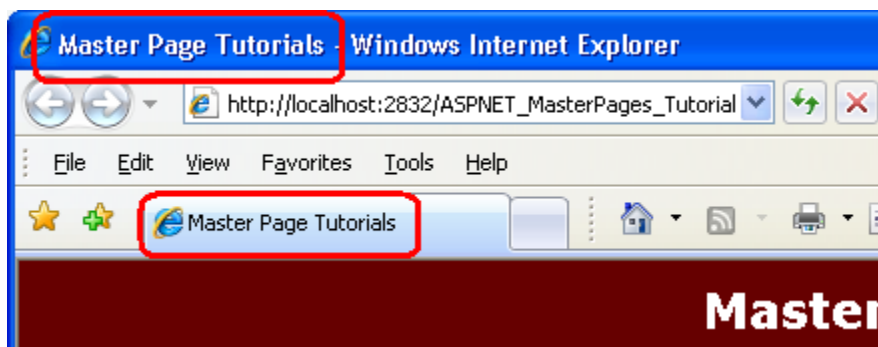 Master Page Tutorials - Windows Internet Explorer
http://localhost:2832/ASPNET_MasterPages_Tutorial
File Edit View Favorites Tools Help
Master Page Tutorials
Master